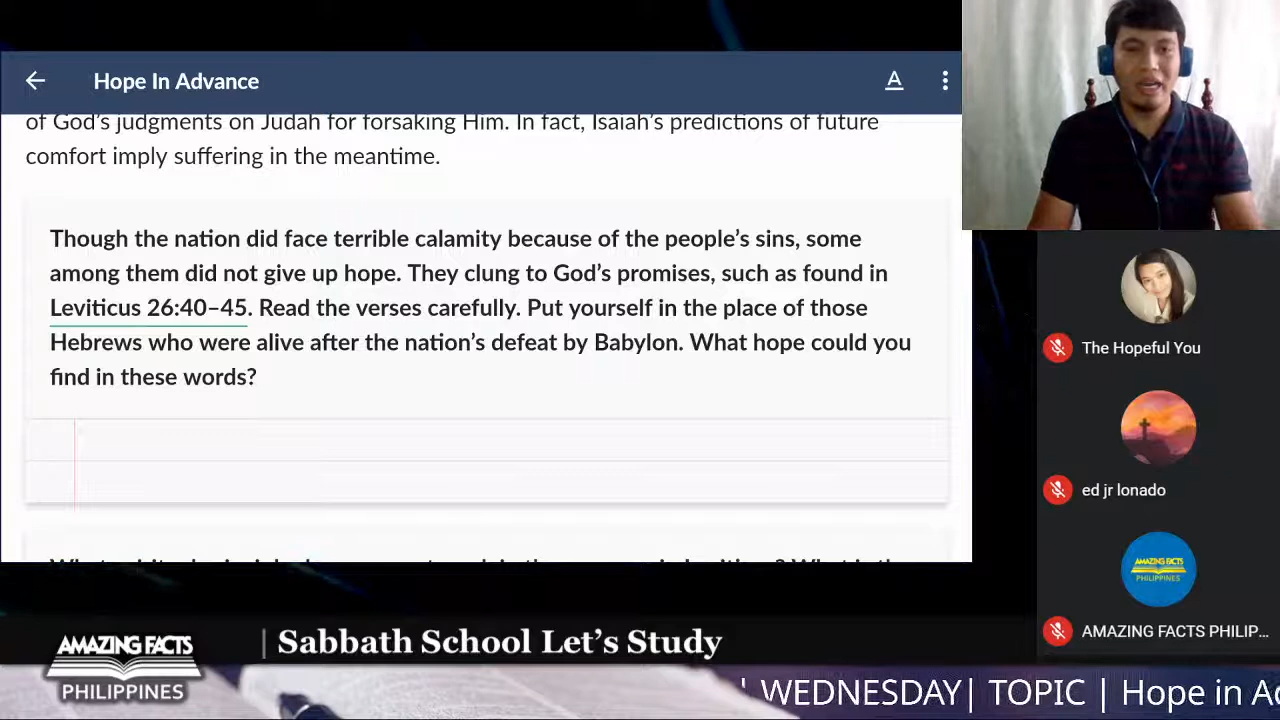 Hope In Advance
A
of God's judgments on Judah for forsaking Him. In fact, Isaiah's predictions of future
comfort imply suffering in the meantime.
Though the nation did face terrible calamity because of the people's sins, some
among them did not give up hope. They clung to God's promises, such as found in
Leviticus 26:40–45. Read the verses carefully. Put yourself in the place of those
Hebrews who were alive after the nation's defeat by Babylon. What hope could you
find in these words?
The Hopeful You
ed jr lonado
AMAZING FACTS
PHILIPPINES
AMAZING FACTS PHILIP...
AMAZING FACTS
PHILIPPINES
| Sabbath School Let's Study
WEDNESDAY| TOPIC | Hope in